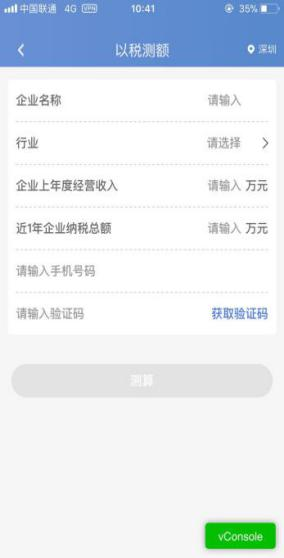 中国联通 4G VPN 10:41 35%
以税测额 深圳
企业名称 请输入
行业 请选择
企业上年度经营收入 请输入 万元
近1年企业纳税总额 请输入 万元
请输入手机号码
请输入验证码 获取验证码
测算
vConsole